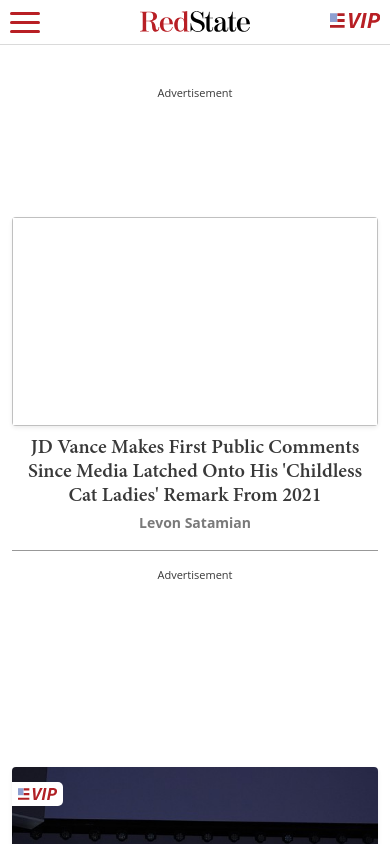 RedState
VIP
Advertisement
JD Vance Makes First Public Comments
Since Media Latched Onto His 'Childless
Cat Ladies' Remark From 2021
Levon Satamian
Advertisement
VIP